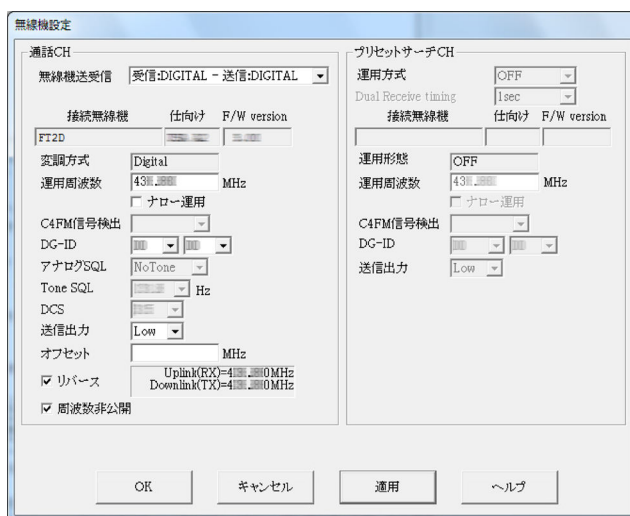 無線機設定
通話CH
無線機送受信 受信:DIGITAL - 送信:DIGITAL
接続無線機 仕向け F/W version
FT2D
変調方式 Digital
運用周波数 MHz
ナロー運用
C4FM信号検出
DG-ID
アナログSQL NoTone
Tone SQL Hz
DCS
送信出力 Low
オフセット MHz
リバース Uplink(RX)= MHz
Downlink(TX)= MHz
周波数非公開
プリセットサーチCH
運用方式 OFF
Dual Receive timing 1sec
接続無線機 仕向け F/W version
運用形態 OFF
運用周波数 MHz
ナロー運用
C4FM信号検出
DG-ID
送信出力 Low
OK キャンセル 適用 ヘルプ